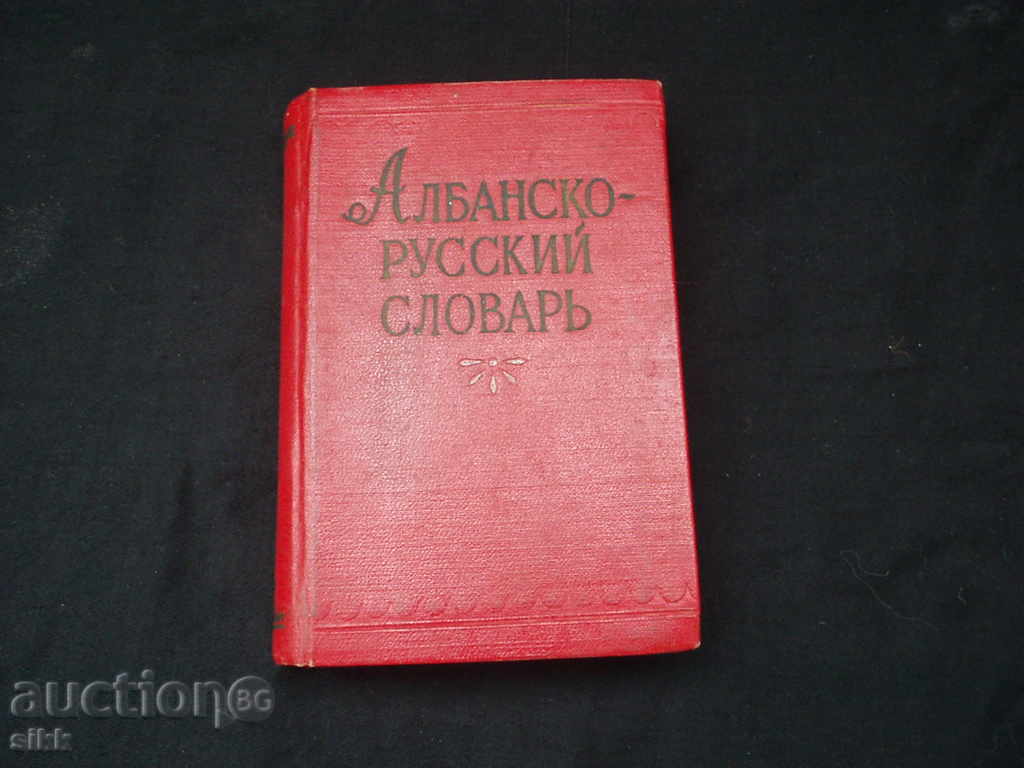 Албанско-
русский
словарь
auction BG
sikk